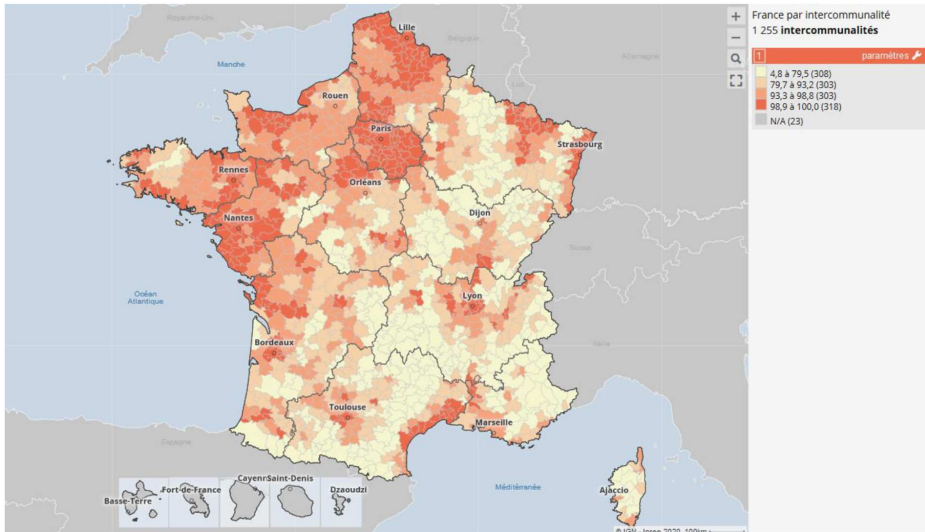 France par intercommunalité
1 255 intercommunalités
1 paramètres
4,8 à 79,5 (308)
79,7 à 93,2 (303)
93,3 à 98,8 (303)
98,9 à 100,0 (318)
N/A (23)
Royaume-Uni
Lille
Belgique
Manche
Allemagne
Rouen
Paris
Strasbourg
Rennes
Orléans
Nantes
Dijon
Suisse
Océan
Atlantique
Lyon
Italie
Bordeaux
Toulouse
Marseille
Espagne
Cayenne
Saint-Denis
Fort-de-France
Dzaoudzi
Basse-Terre
Méditérranée
Ajaccio